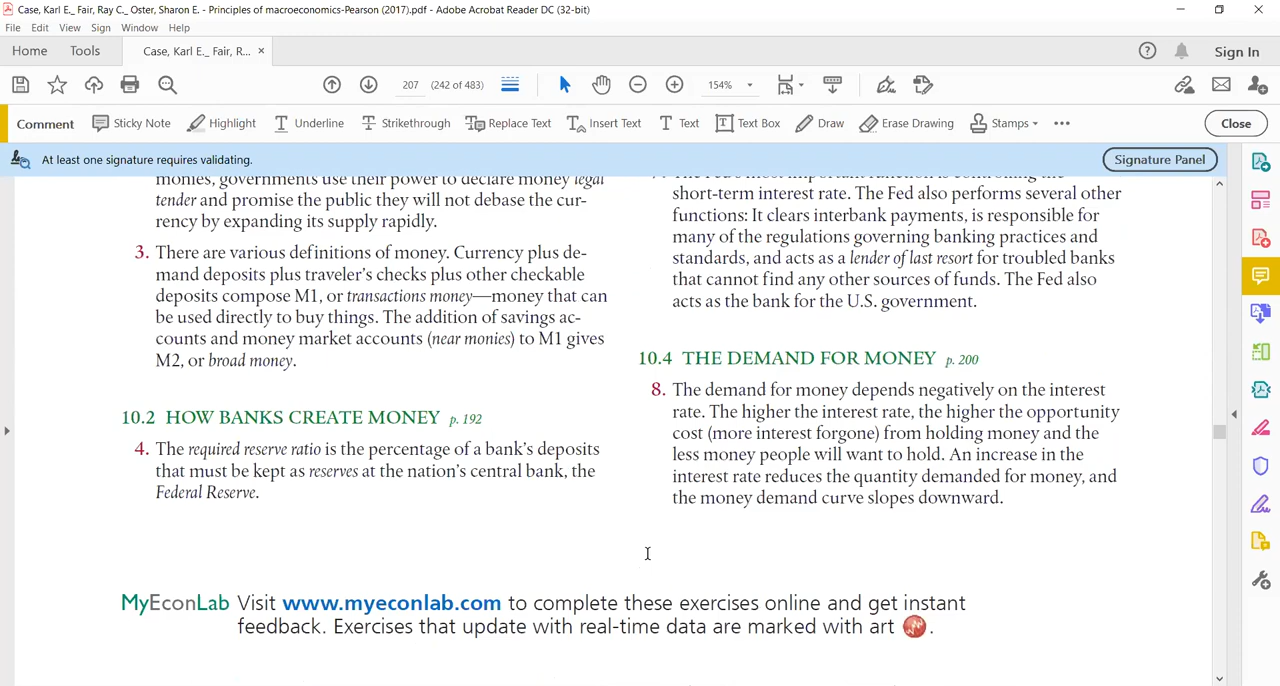 Case, Karl E._ Fair, Ray C._ Oster, Sharon E. - Principles of macroeconomics-Pearson (2017).pdf - Adobe Acrobat Reader DC (32-bit)
File Edit View Sign Window Help
Home Tools Case, Karl E._ Fair, R... ×
Sign In
207 (242 of 483) 154%
Comment Sticky Note Highlight Underline Strikethrough Replace Text Insert Text Text Text Box Draw Erase Drawing Stamps Close
At least one signature requires validating. Signature Panel
monies, governments use their power to declare money legal
tender and promise the public they will not debase the cur-
rency by expanding its supply rapidly.
3. There are various definitions of money. Currency plus de-
mand deposits plus traveler's checks plus other checkable
deposits compose M1, or transactions money—money that can
be used directly to buy things. The addition of savings ac-
counts and money market accounts (near monies) to M1 gives
M2, or broad money.
10.2 HOW BANKS CREATE MONEY p. 192
4. The required reserve ratio is the percentage of a bank's deposits
that must be kept as reserves at the nation's central bank, the
Federal Reserve.
short-term interest rate. The Fed also performs several other
functions: It clears interbank payments, is responsible for
many of the regulations governing banking practices and
standards, and acts as a lender of last resort for troubled banks
that cannot find any other sources of funds. The Fed also
acts as the bank for the U.S. government.
10.4 THE DEMAND FOR MONEY p. 200
8. The demand for money depends negatively on the interest
rate. The higher the interest rate, the higher the opportunity
cost (more interest forgone) from holding money and the
less money people will want to hold. An increase in the
interest rate reduces the quantity demanded for money, and
the money demand curve slopes downward.
MyEconLab Visit www.myeconlab.com to complete these exercises online and get instant
feedback. Exercises that update with real-time data are marked with art .